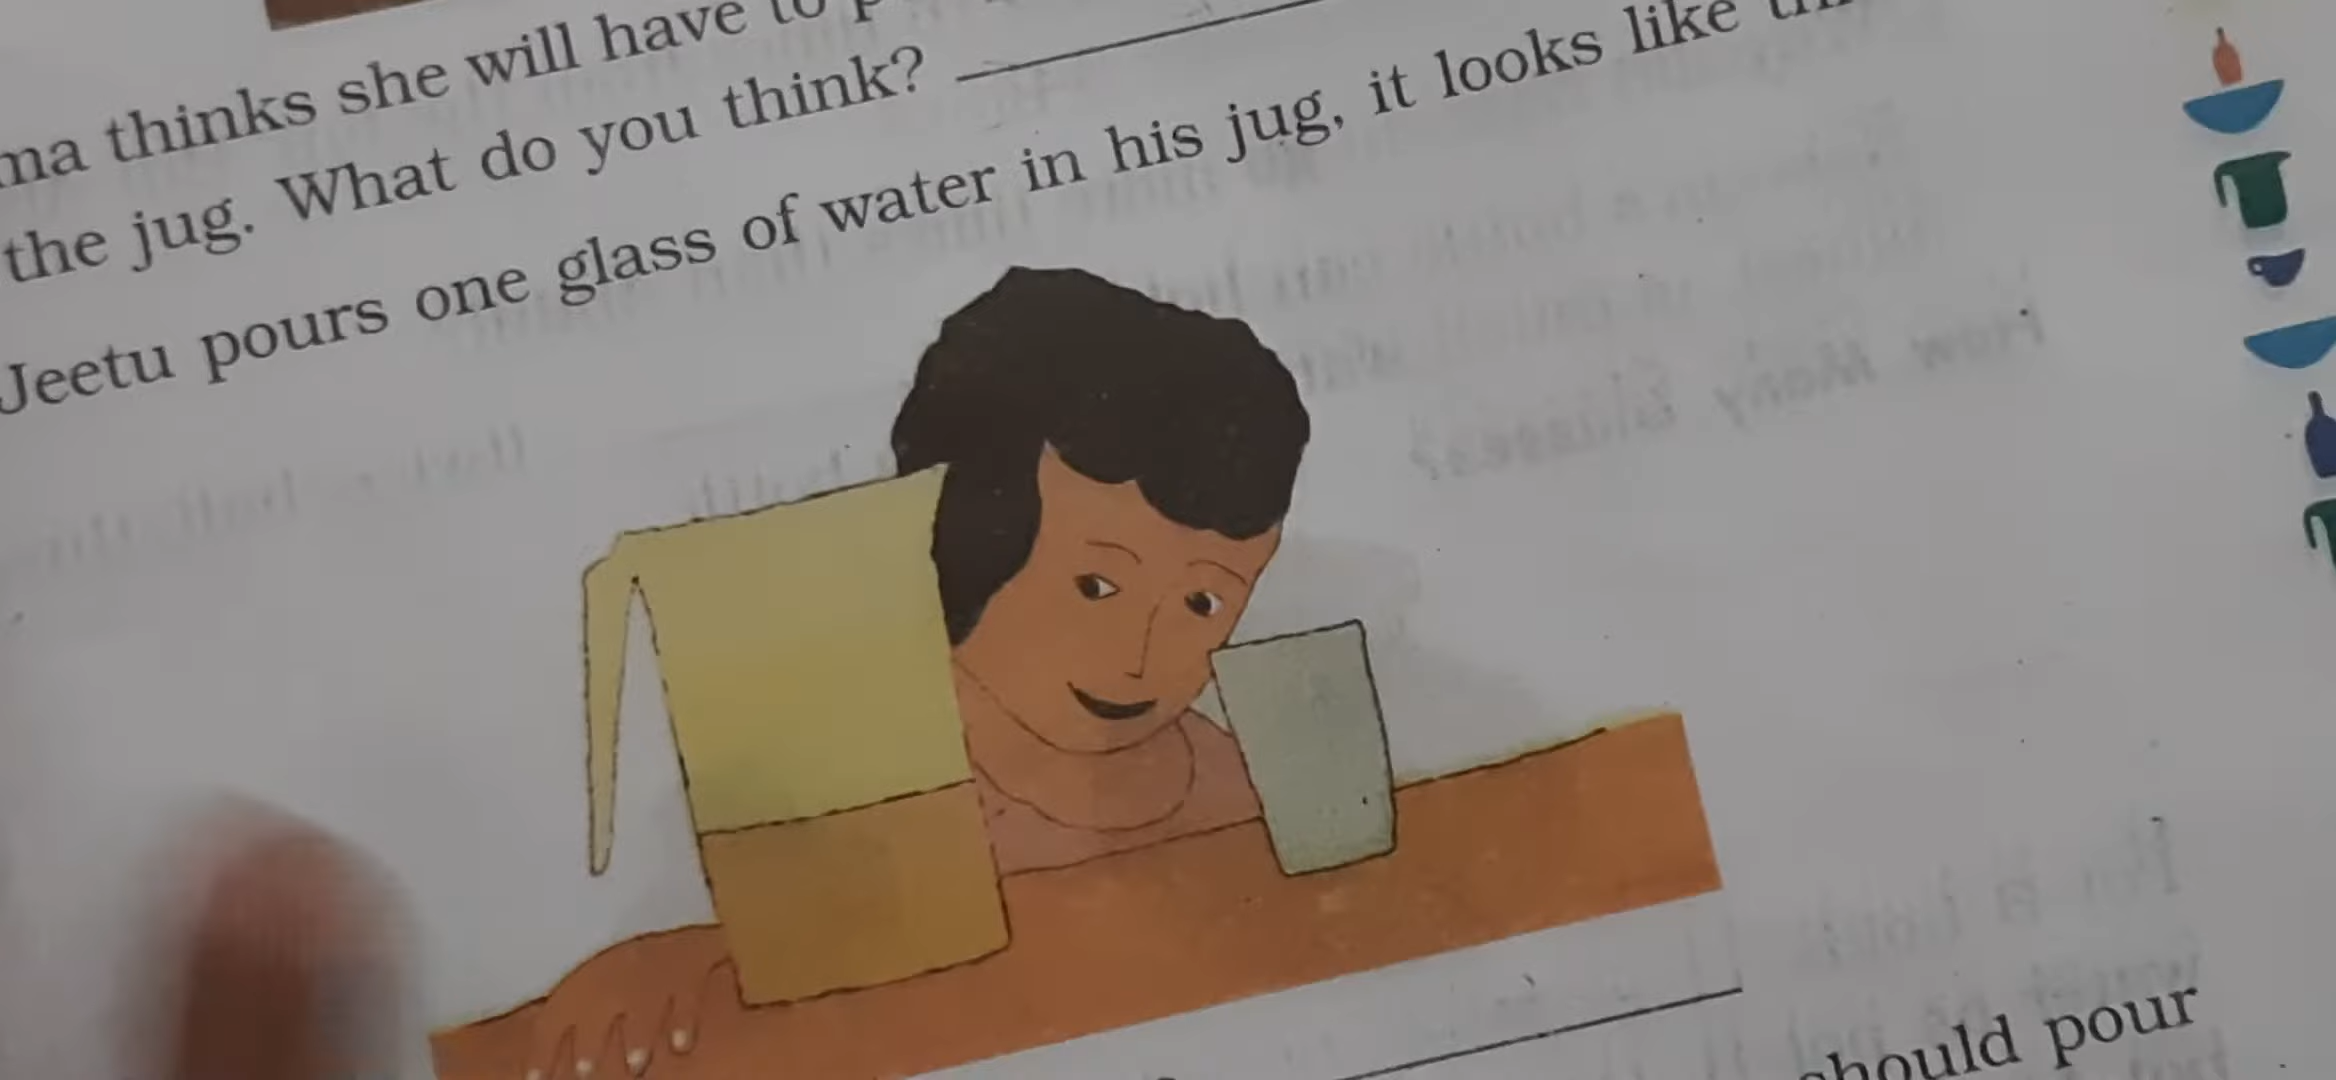 ma thinks she will have to
the jug. What do you think?
Jeetu pours one glass of water in his jug, it looks like
should pour